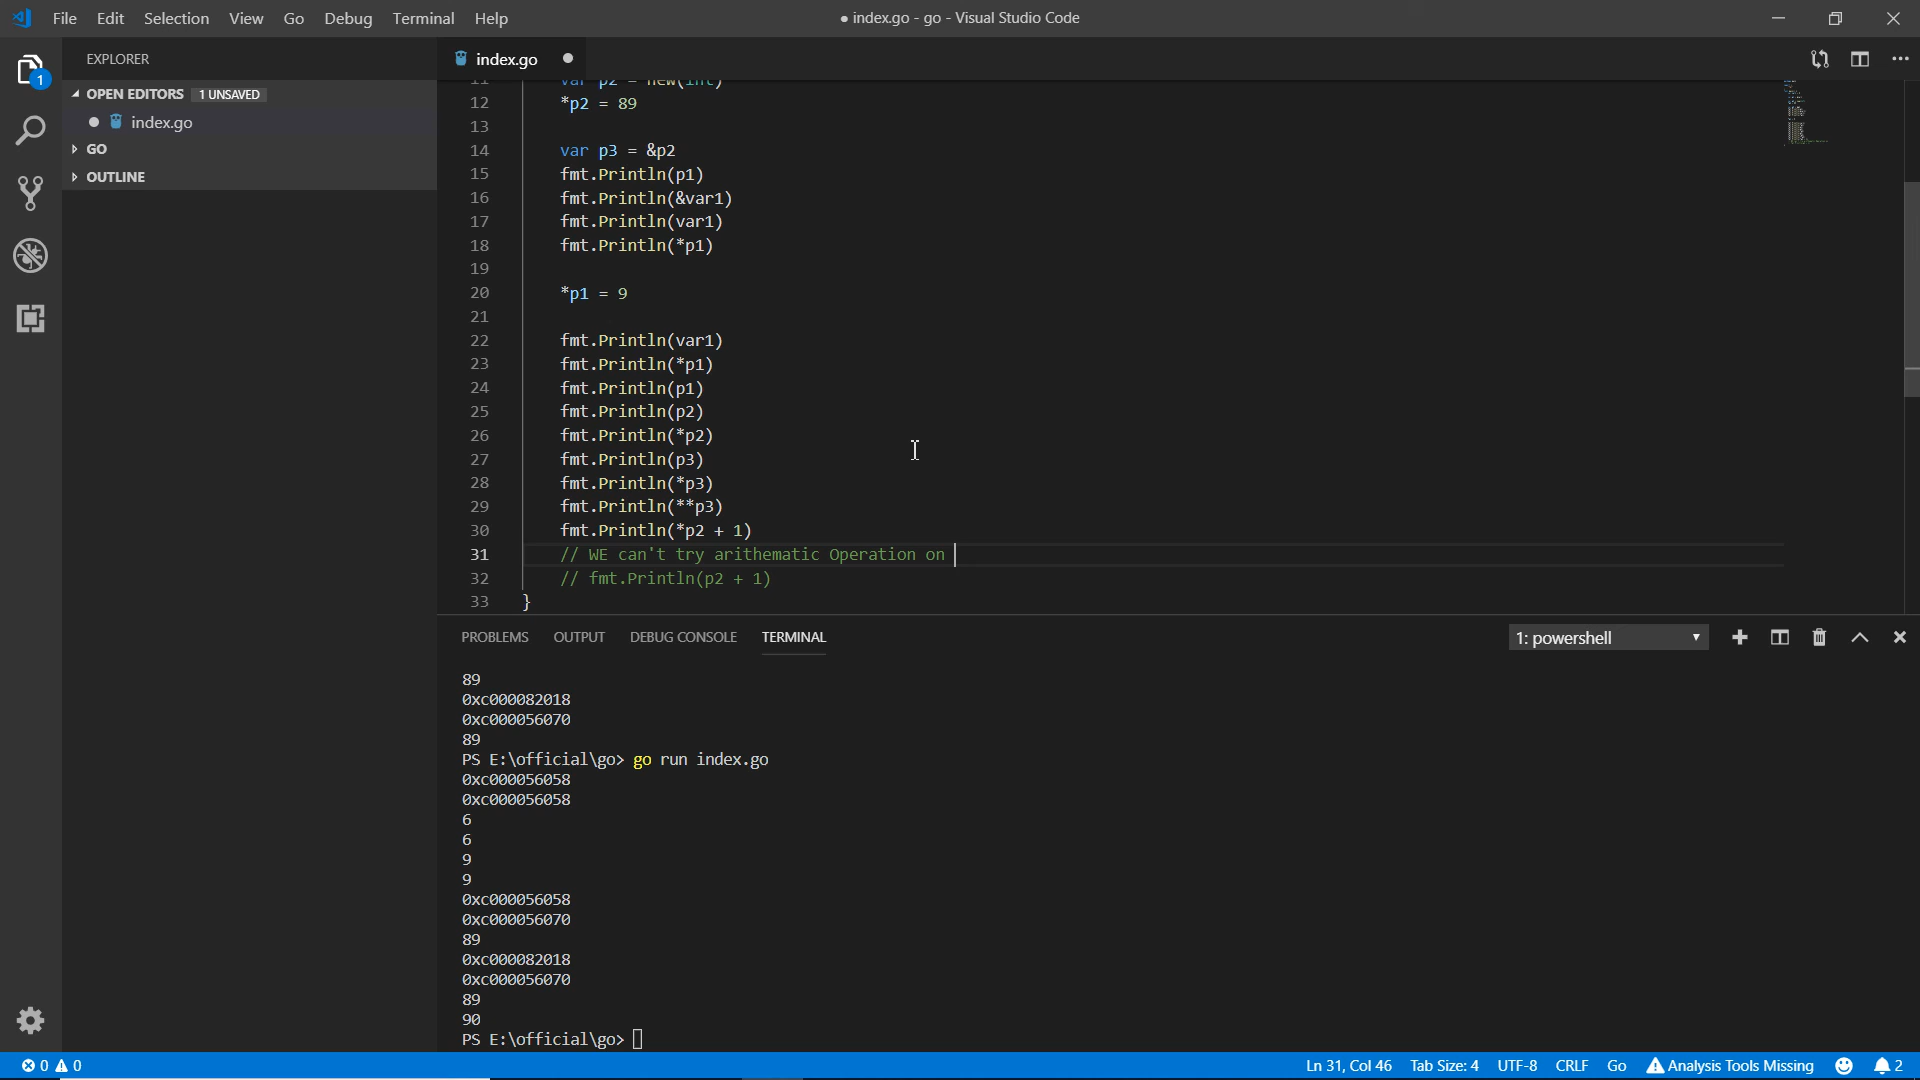 File Edit Selection View Go Debug Terminal Help
● index.go - go - Visual Studio Code
1
EXPLORER
OPEN EDITORS 1 UNSAVED
index.go
GO
OUTLINE
index.go
11 var p2 = new(int)
12 *p2 = 89
13
14 var p3 = &p2
15 fmt.Println(p1)
16 fmt.Println(&var1)
17 fmt.Println(var1)
18 fmt.Println(*p1)
19
20 *p1 = 9
21
22 fmt.Println(var1)
23 fmt.Println(*p1)
24 fmt.Println(p1)
25 fmt.Println(p2)
26 fmt.Println(*p2)
27 fmt.Println(p3)
28 fmt.Println(*p3)
29 fmt.Println(**p3)
30 fmt.Println(*p2 + 1)
31 // WE can't try arithematic Operation on
32 // fmt.Println(p2 + 1)
33 }
PROBLEMS OUTPUT DEBUG CONSOLE TERMINAL
1: powershell
89
0xc000082018
0xc000056070
89
PS E:\official\go> go run index.go
0xc000056058
0xc000056058
6
6
9
9
0xc000056058
0xc000056070
89
0xc000082018
0xc000056070
89
90
PS E:\official\go>
0 0
Ln 31, Col 46 Tab Size: 4 UTF-8 CRLF Go Analysis Tools Missing 2